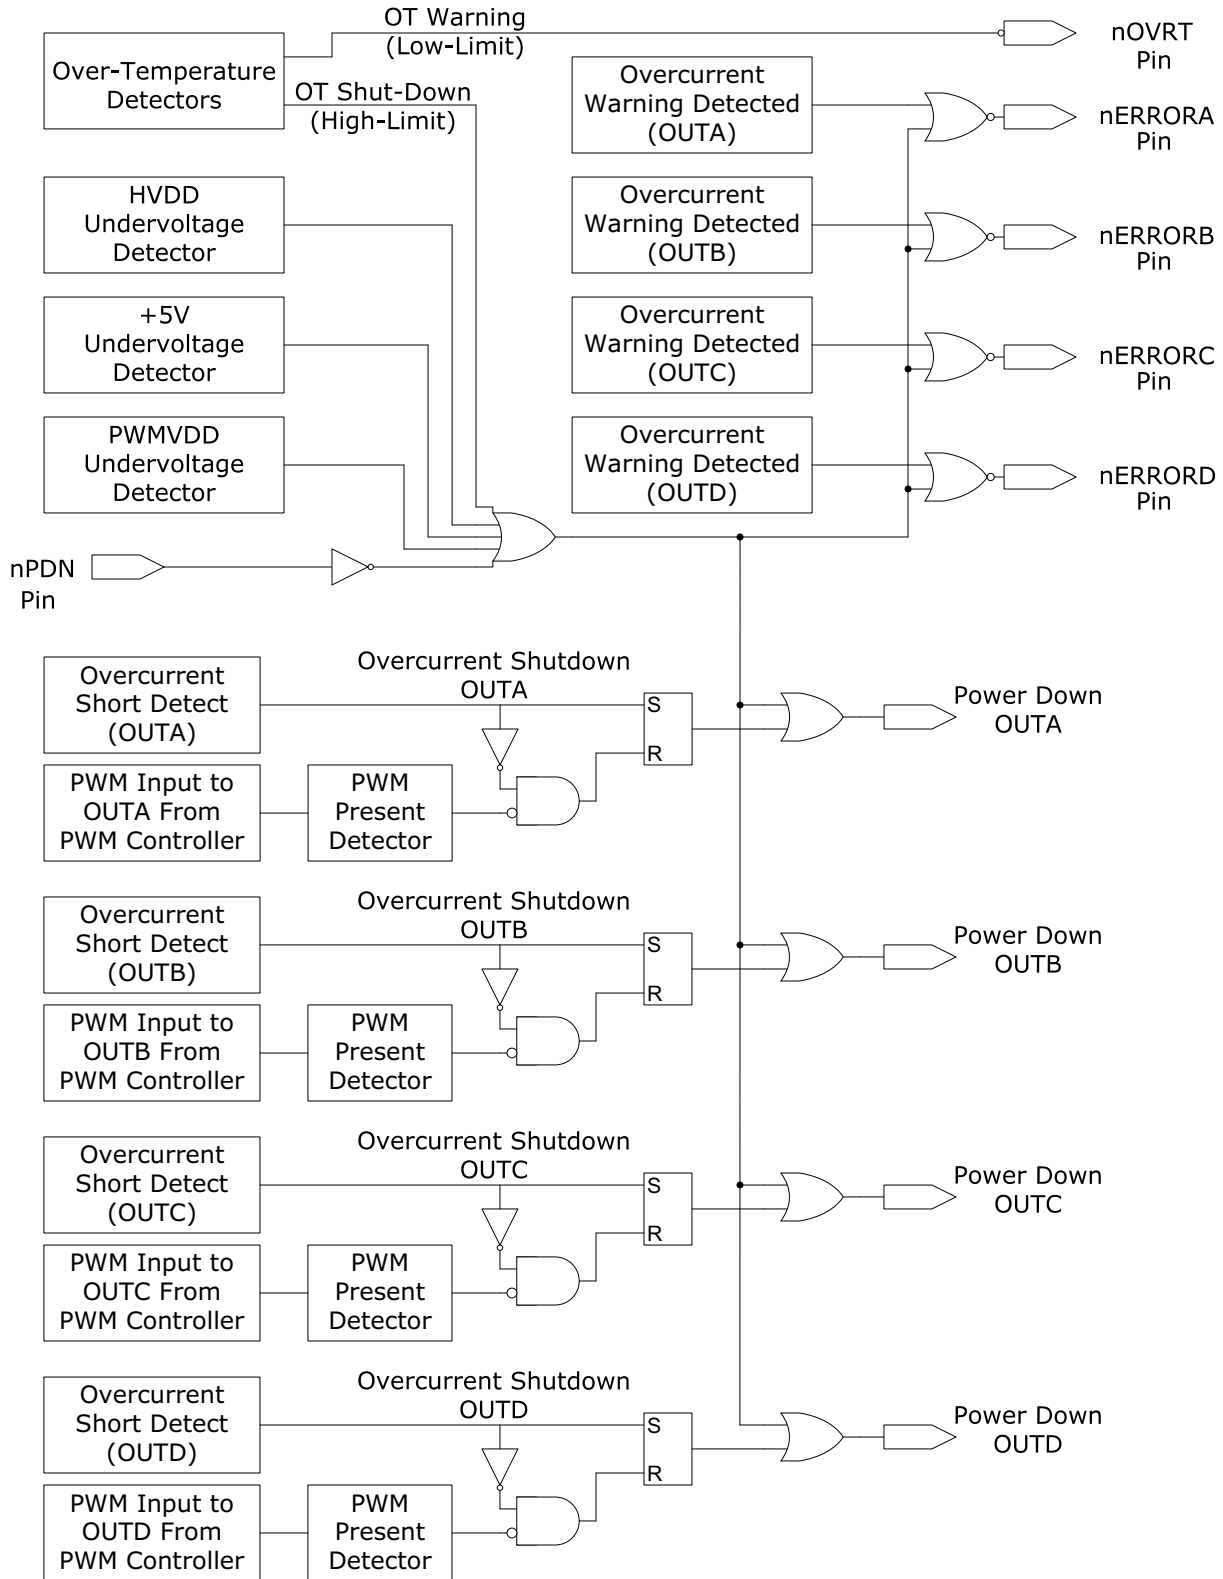 OT Warning
(Low-Limit)
nOVRT
Pin
Over-Temperature
Detectors
OT Shut-Down
(High-Limit)
Overcurrent
Warning Detected
(OUTA)
nERRORA
Pin
HVDD
Undervoltage
Detector
Overcurrent
Warning Detected
(OUTB)
nERRORB
Pin
+5V
Undervoltage
Detector
Overcurrent
Warning Detected
(OUTC)
nERRORC
Pin
PWMVDD
Undervoltage
Detector
Overcurrent
Warning Detected
(OUTD)
nERRORD
Pin
nPDN
Pin
Overcurrent
Short Detect
(OUTA)
Overcurrent Shutdown
OUTA
S
R
Power Down
OUTA
PWM Input to
OUTA From
PWM Controller
PWM
Present
Detector
Overcurrent
Short Detect
(OUTB)
Overcurrent Shutdown
OUTB
S
R
Power Down
OUTB
PWM Input to
OUTB From
PWM Controller
PWM
Present
Detector
Overcurrent
Short Detect
(OUTC)
Overcurrent Shutdown
OUTC
S
R
Power Down
OUTC
PWM Input to
OUTC From
PWM Controller
PWM
Present
Detector
Overcurrent
Short Detect
(OUTD)
Overcurrent Shutdown
OUTD
S
R
Power Down
OUTD
PWM Input to
OUTD From
PWM Controller
PWM
Present
Detector